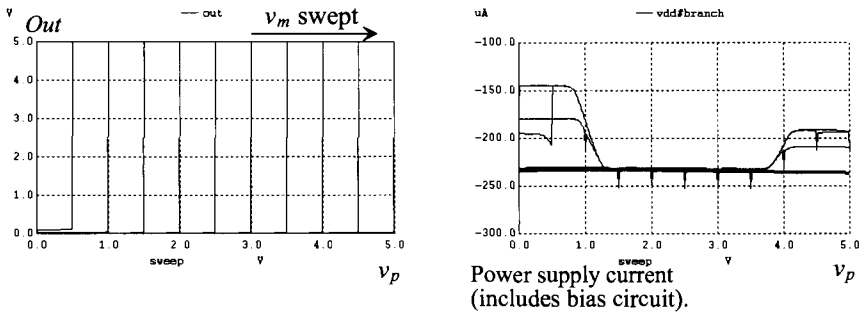 V
Out
— out
v_m swept
5.0
4.0
3.0
2.0
1.0
0.0
0.0 1.0 2.0 3.0 4.0 5.0
sweep V
v_p
uA
— vdd#branch
-100.0
-150.0
-200.0
-250.0
-300.0
0.0 1.0 2.0 3.0 4.0 5.0
sweep V
v_p
Power supply current
(includes bias circuit).